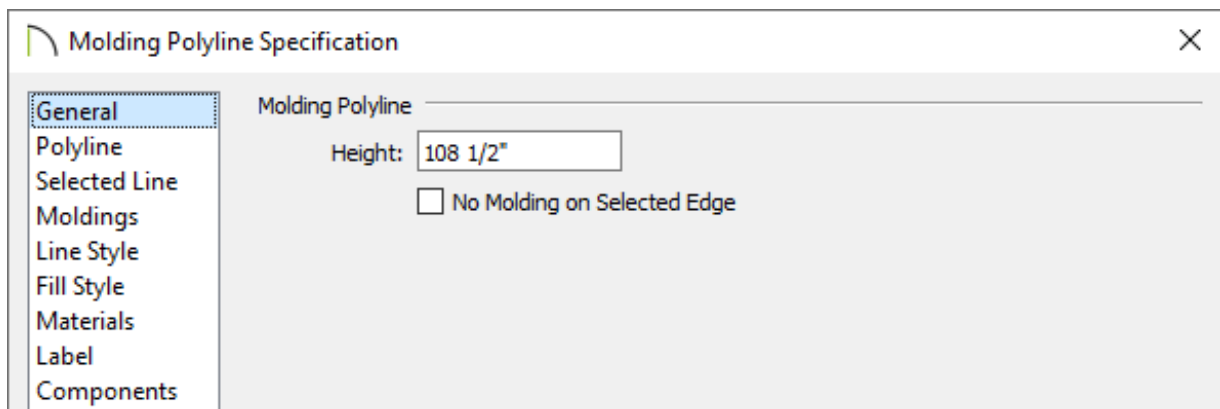 Molding Polyline Specification
General
Polyline
Selected Line
Moldings
Line Style
Fill Style
Materials
Label
Components
Molding Polyline
Height: 108 1/2"
No Molding on Selected Edge